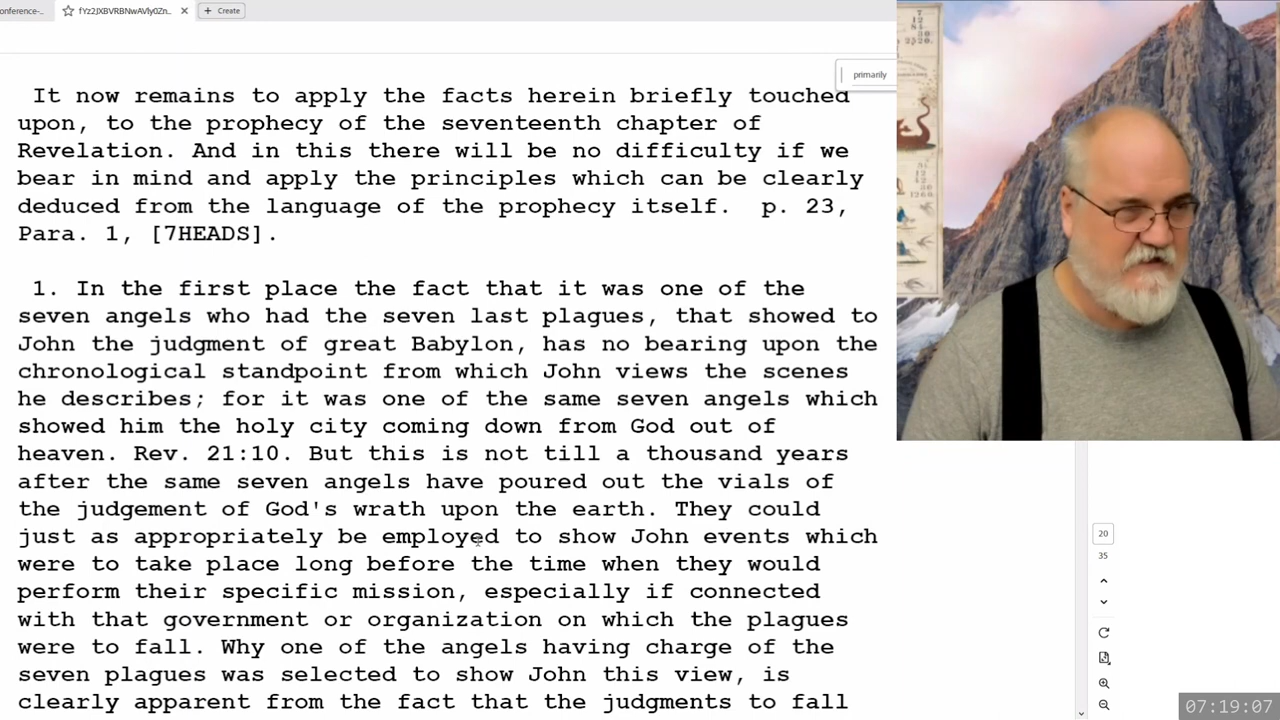 onference-..
fYz2JXBVRBNwAVly0Zn..
Create
primarily
It now remains to apply the facts herein briefly touched
upon, to the prophecy of the seventeenth chapter of
Revelation. And in this there will be no difficulty if we
bear in mind and apply the principles which can be clearly
deduced from the language of the prophecy itself.  p. 23,
Para. 1, [7HEADS].
1. In the first place the fact that it was one of the
seven angels who had the seven last plagues, that showed to
John the judgment of great Babylon, has no bearing upon the
chronological standpoint from which John views the scenes
he describes; for it was one of the same seven angels which
showed him the holy city coming down from God out of
heaven. Rev. 21:10. But this is not till a thousand years
after the same seven angels have poured out the vials of
the judgement of God's wrath upon the earth. They could
just as appropriately be employed to show John events which
were to take place long before the time when they would
perform their specific mission, especially if connected
with that government or organization on which the plagues
were to fall. Why one of the angels having charge of the
seven plagues was selected to show John this view, is
clearly apparent from the fact that the judgments to fall
7
12
84
30
2520.
20
35
07:19:07